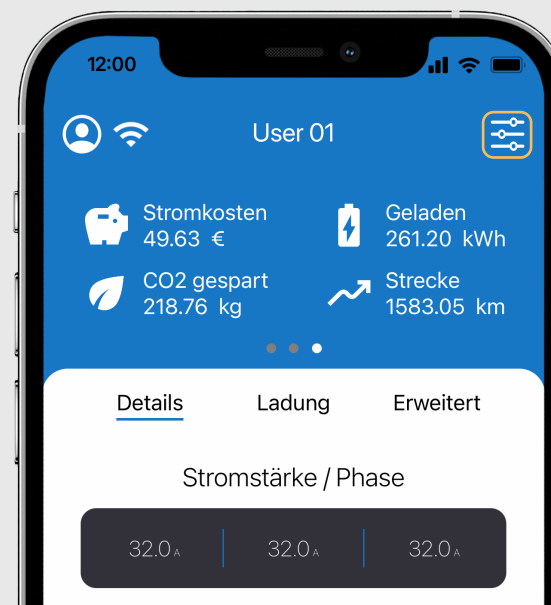 12:00
User 01
Stromkosten
49.63 €
Geladen
261.20 kWh
CO2 gespart
218.76 kg
Strecke
1583.05 km
Details Ladung Erweitert
Stromstärke / Phase
32.0 A 32.0 A 32.0 A